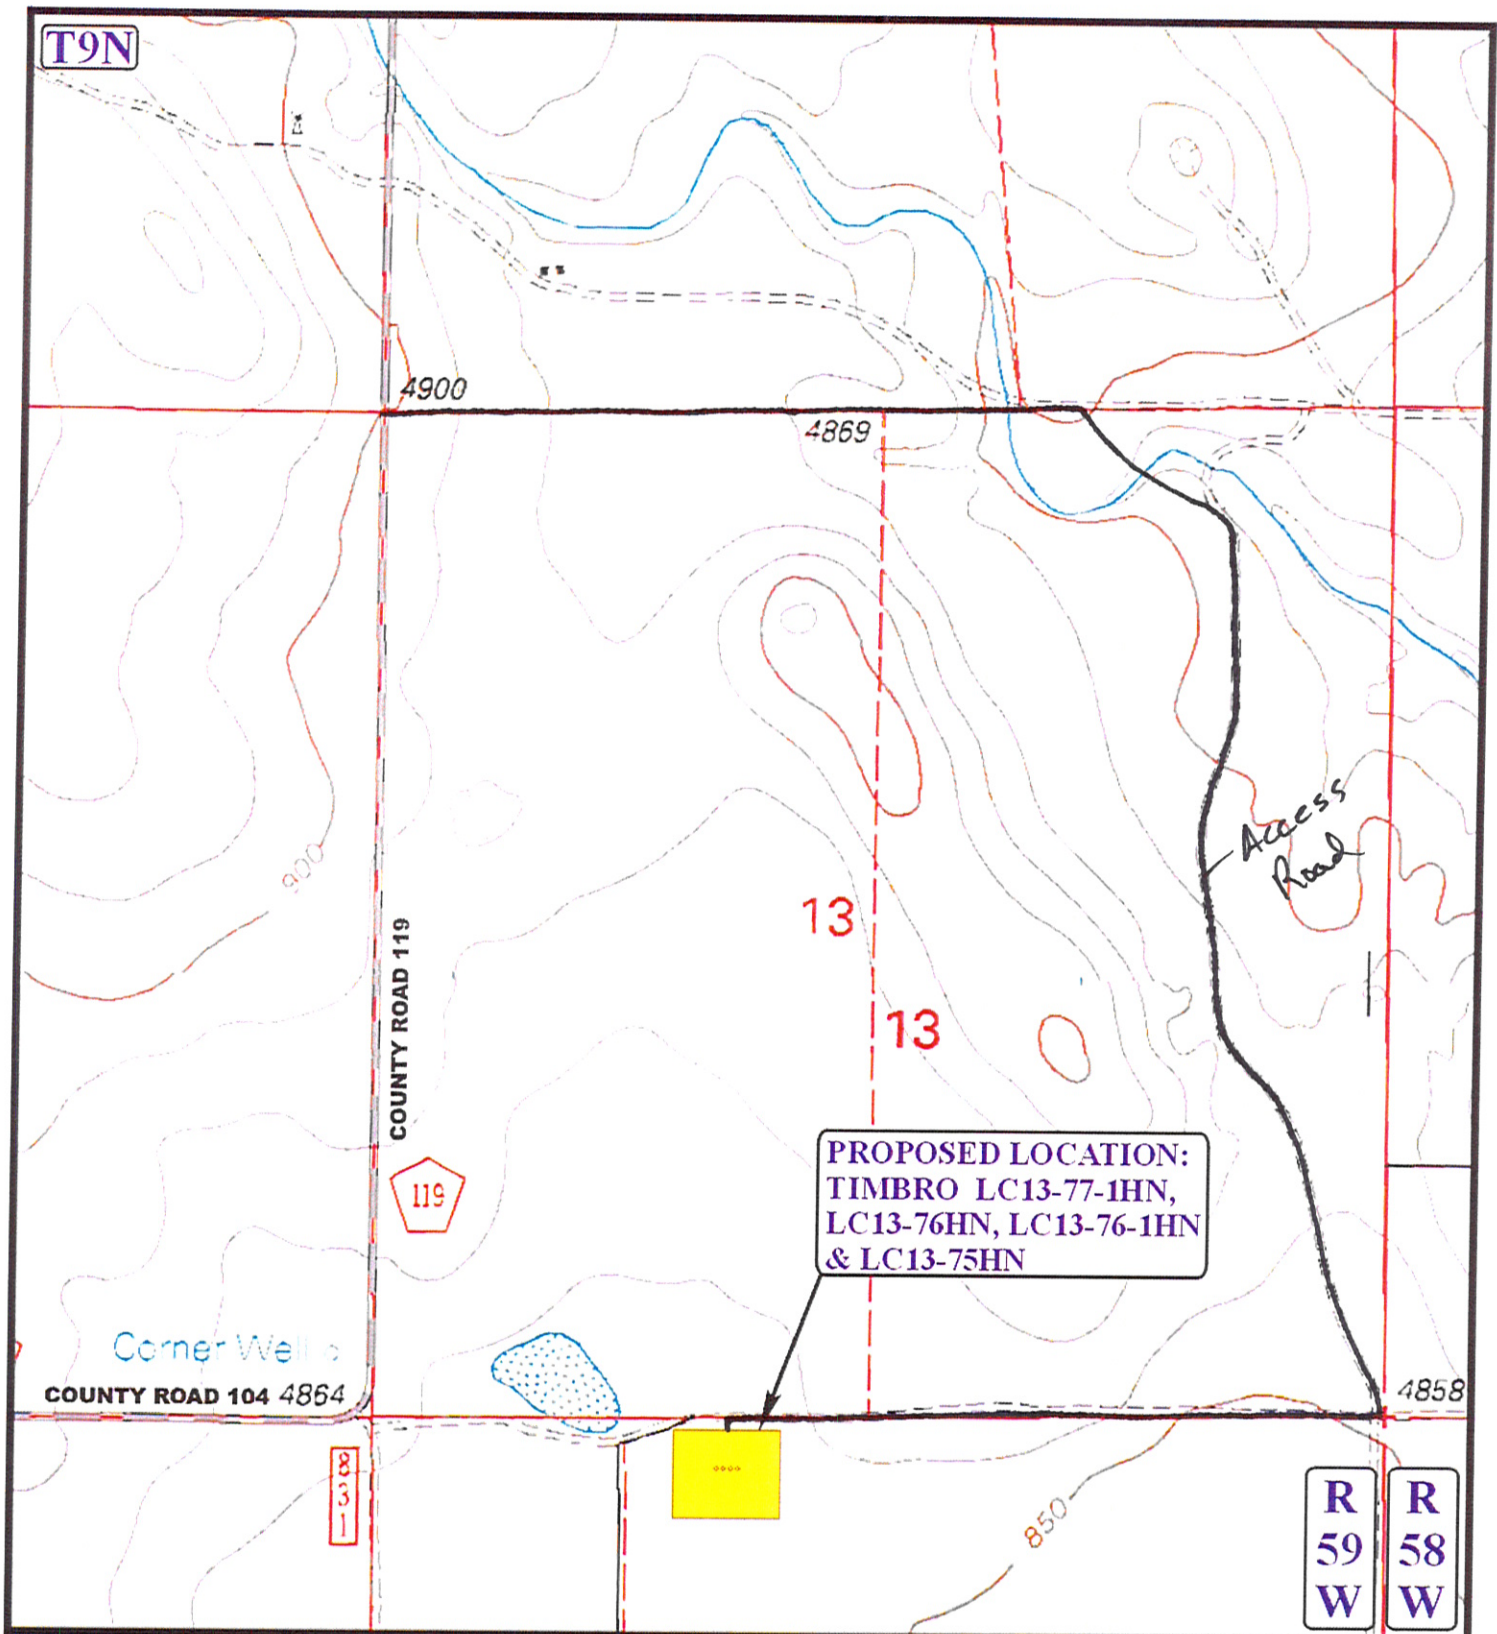 T9N
4900
4869
Access
Road
900
13
COUNTY ROAD 119
13
PROPOSED LOCATION:
TIMBRO LC13-77-1HN,
LC13-76HN, LC13-76-1HN
& LC13-75HN
119
Corner Well
COUNTY ROAD 104 4864
4858
831
850
R
59
W
R
58
W